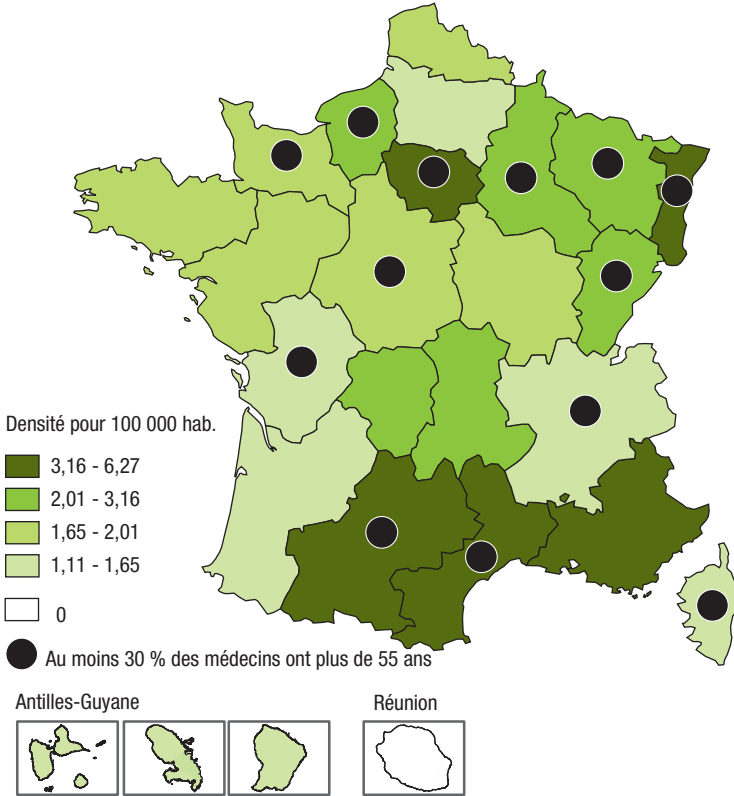 Densité pour 100 000 hab.
3,16 - 6,27
2,01 - 3,16
1,65 - 2,01
1,11 - 1,65
0
Au moins 30 % des médecins ont plus de 55 ans
Antilles-Guyane
Réunion